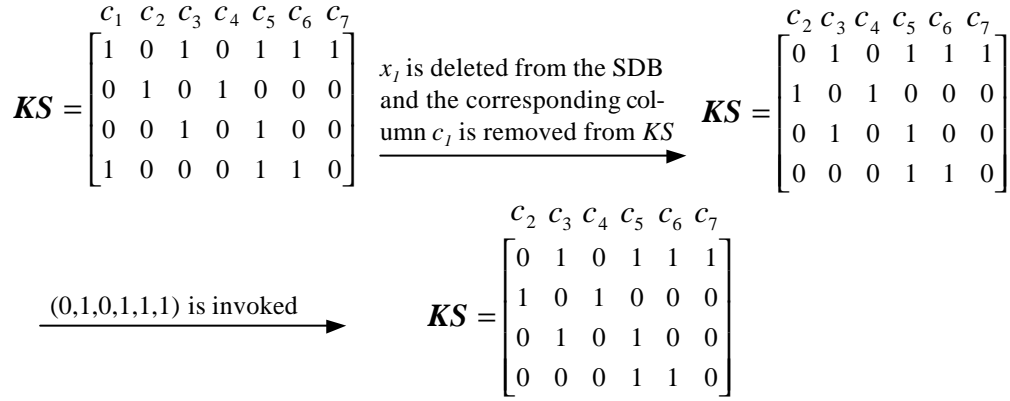 c₁ c₂ c₃ c₄ c₅ c₆ c₇
KS = [1 0 1 0 1 1 1
0 1 0 1 0 0 0
0 0 1 0 1 0 0
1 0 0 0 1 1 0]
x₁ is deleted from the SDB
and the corresponding col-
umn c₁ is removed from KS
c₂ c₃ c₄ c₅ c₆ c₇
KS = [0 1 0 1 1 1
1 0 1 0 0 0
0 1 0 1 0 0
0 0 0 1 1 0]
(0,1,0,1,1,1) is invoked
c₂ c₃ c₄ c₅ c₆ c₇
KS = [0 1 0 1 1 1
1 0 1 0 0 0
0 1 0 1 0 0
0 0 0 1 1 0]